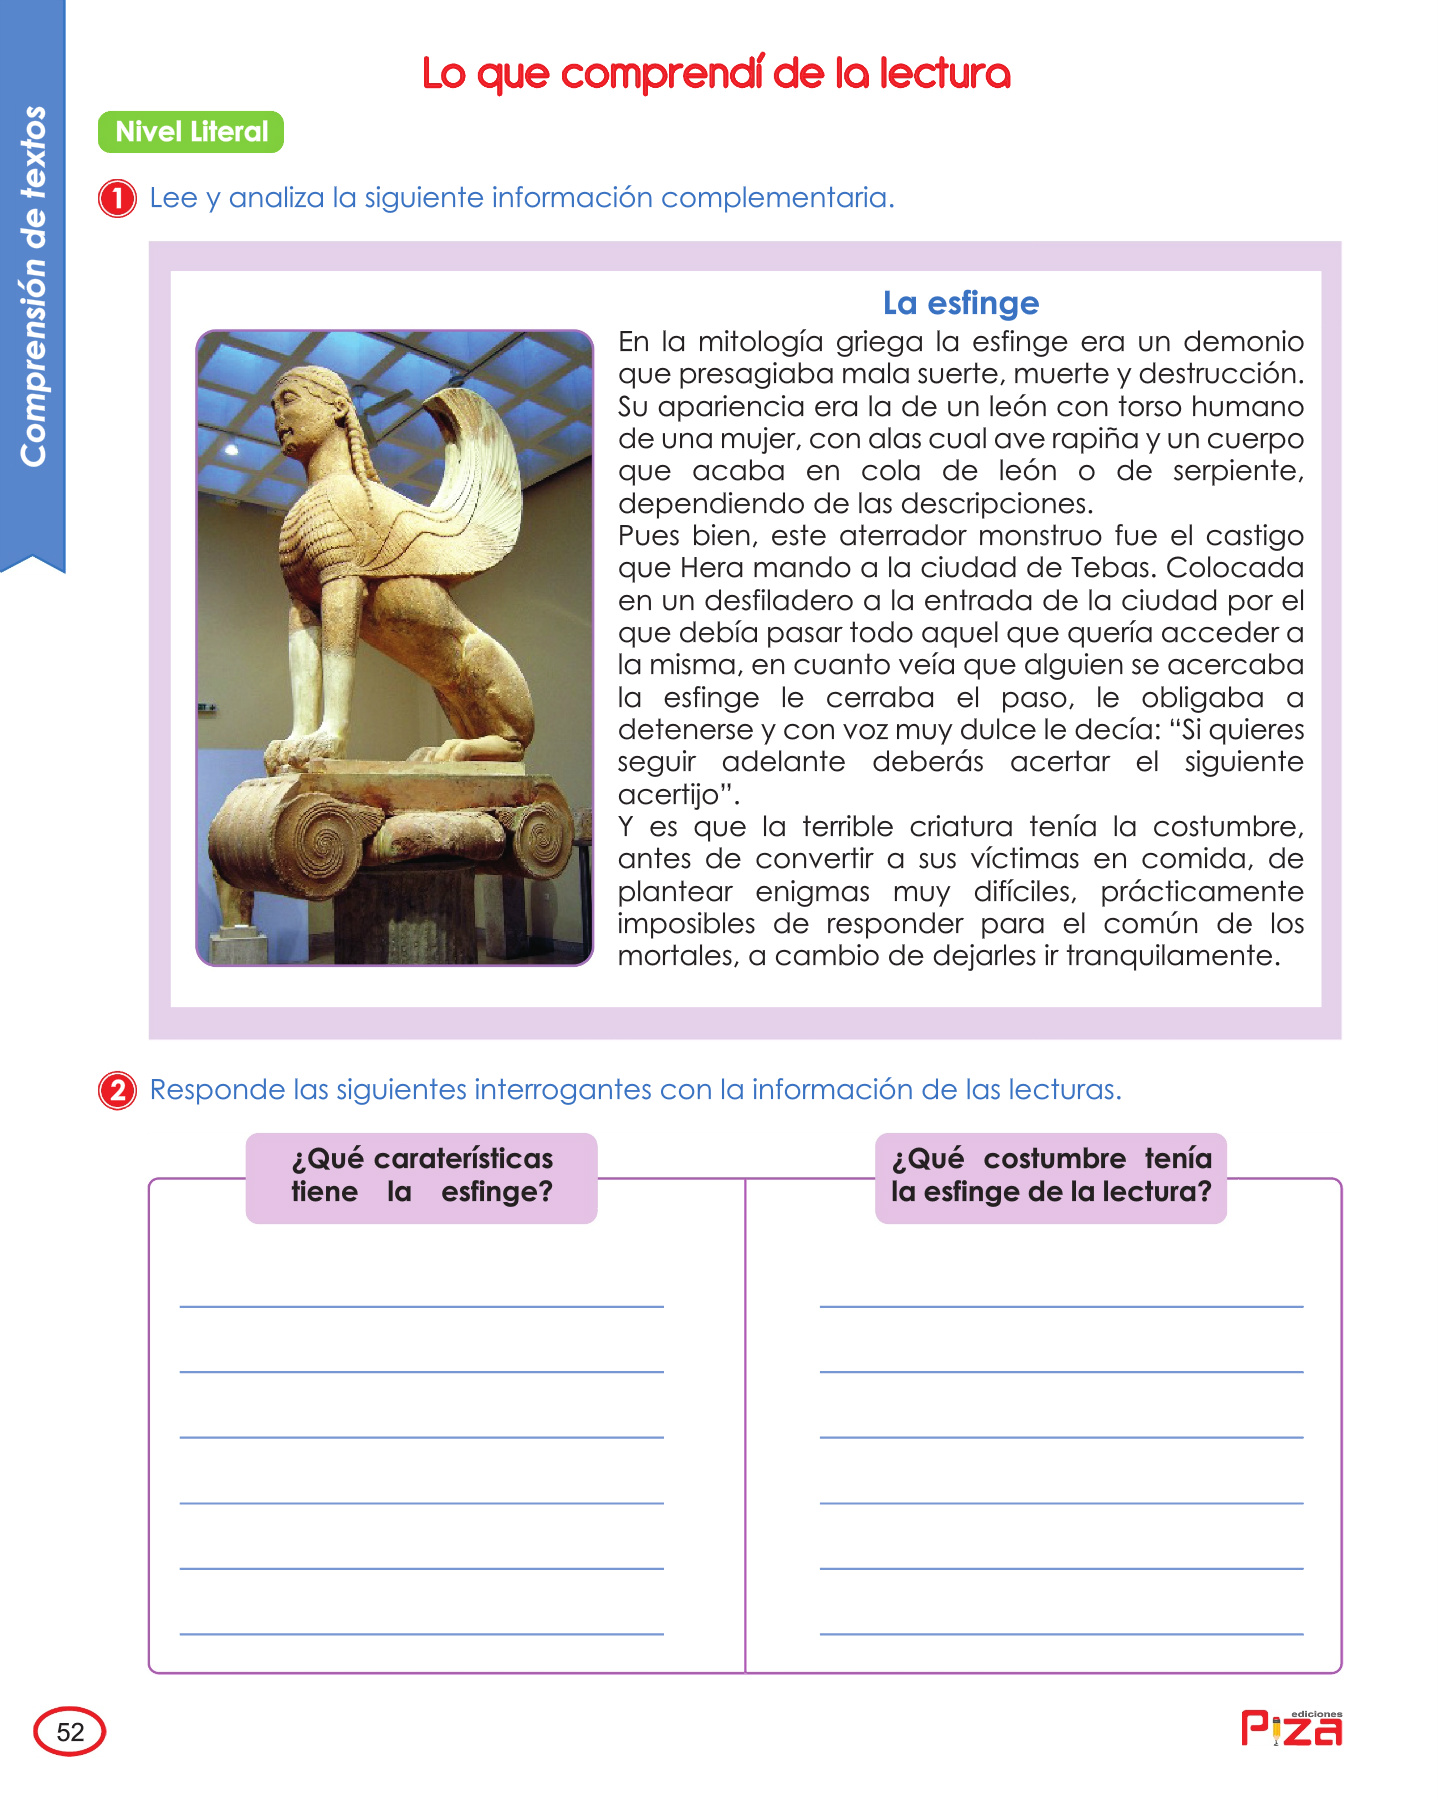 Comprensión de textos
Lo que comprendí de la lectura
Nivel Literal
1 Lee y analiza la siguiente información complementaria.
La esfinge
En la mitología griega la esfinge era un demonio
que presagiaba mala suerte, muerte y destrucción.
Su apariencia era la de un león con torso humano
de una mujer, con alas cual ave rapiña y un cuerpo
que acaba en cola de león o de serpiente,
dependiendo de las descripciones.
Pues bien, este aterrador monstruo fue el castigo
que Hera mando a la ciudad de Tebas. Colocada
en un desfiladero a la entrada de la ciudad por el
que debía pasar todo aquel que quería acceder a
la misma, en cuanto veía que alguien se acercaba
la esfinge le cerraba el paso, le obligaba a
detenerse y con voz muy dulce le decía: “Si quieres
seguir adelante deberás acertar el siguiente
acertijo”.
Y es que la terrible criatura tenía la costumbre,
antes de convertir a sus víctimas en comida, de
plantear enigmas muy difíciles, prácticamente
imposibles de responder para el común de los
mortales, a cambio de dejarles ir tranquilamente.
2 Responde las siguientes interrogantes con la información de las lecturas.
¿Qué caraterísticas
tiene la esfinge?
¿Qué costumbre tenía
la esfinge de la lectura?
52
ediciones
Piza